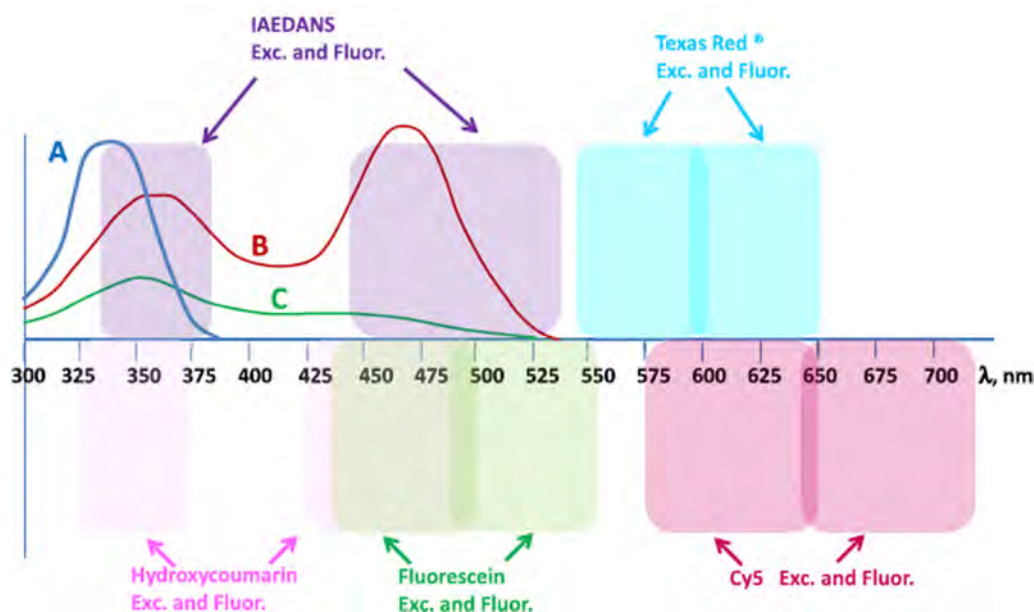 IAEDANS
Exc. and Fluor.
Texas Red ®
Exc. and Fluor.
A
B
C
300 325 350 375 400 425 450 475 500 525 550 575 600 625 650 675 700 λ, nm
Hydroxycoumarin
Exc. and Fluor.
Fluorescein
Exc. and Fluor.
Cy5 Exc. and Fluor.